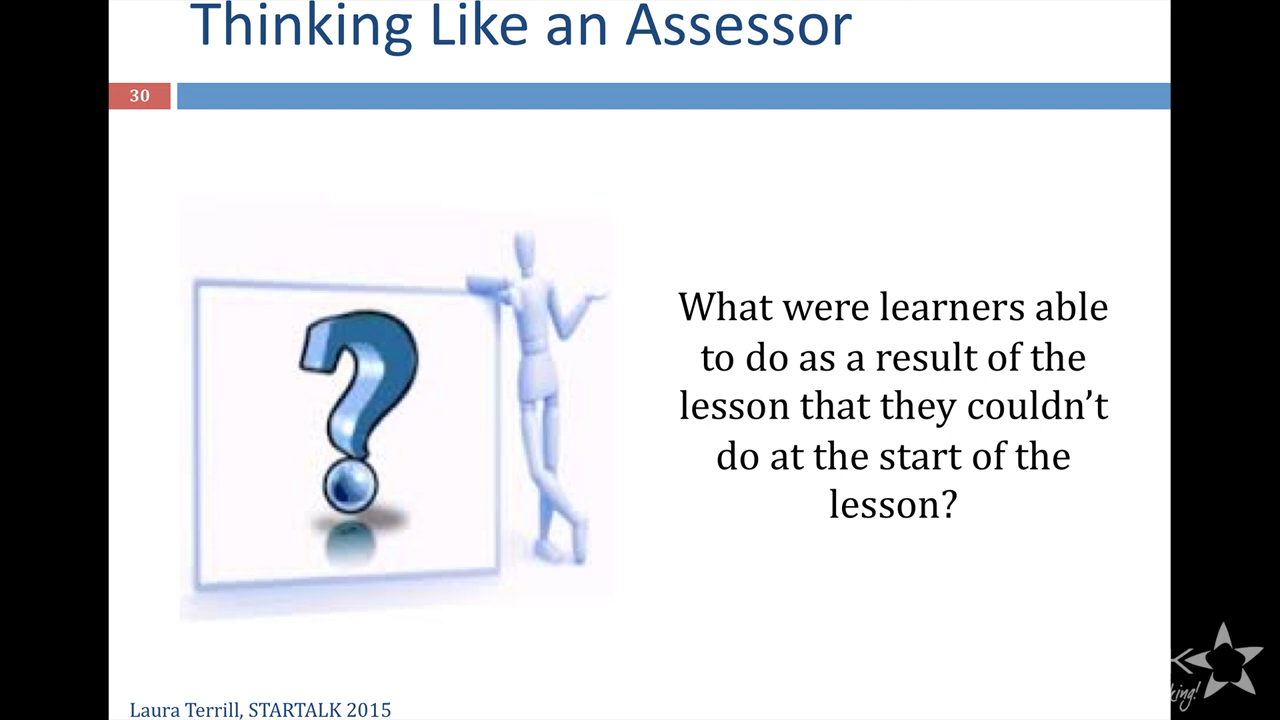 Thinking Like an Assessor
30
What were learners able
to do as a result of the
lesson that they couldn’t
do at the start of the
lesson?
Laura Terrill, STARTALK 2015